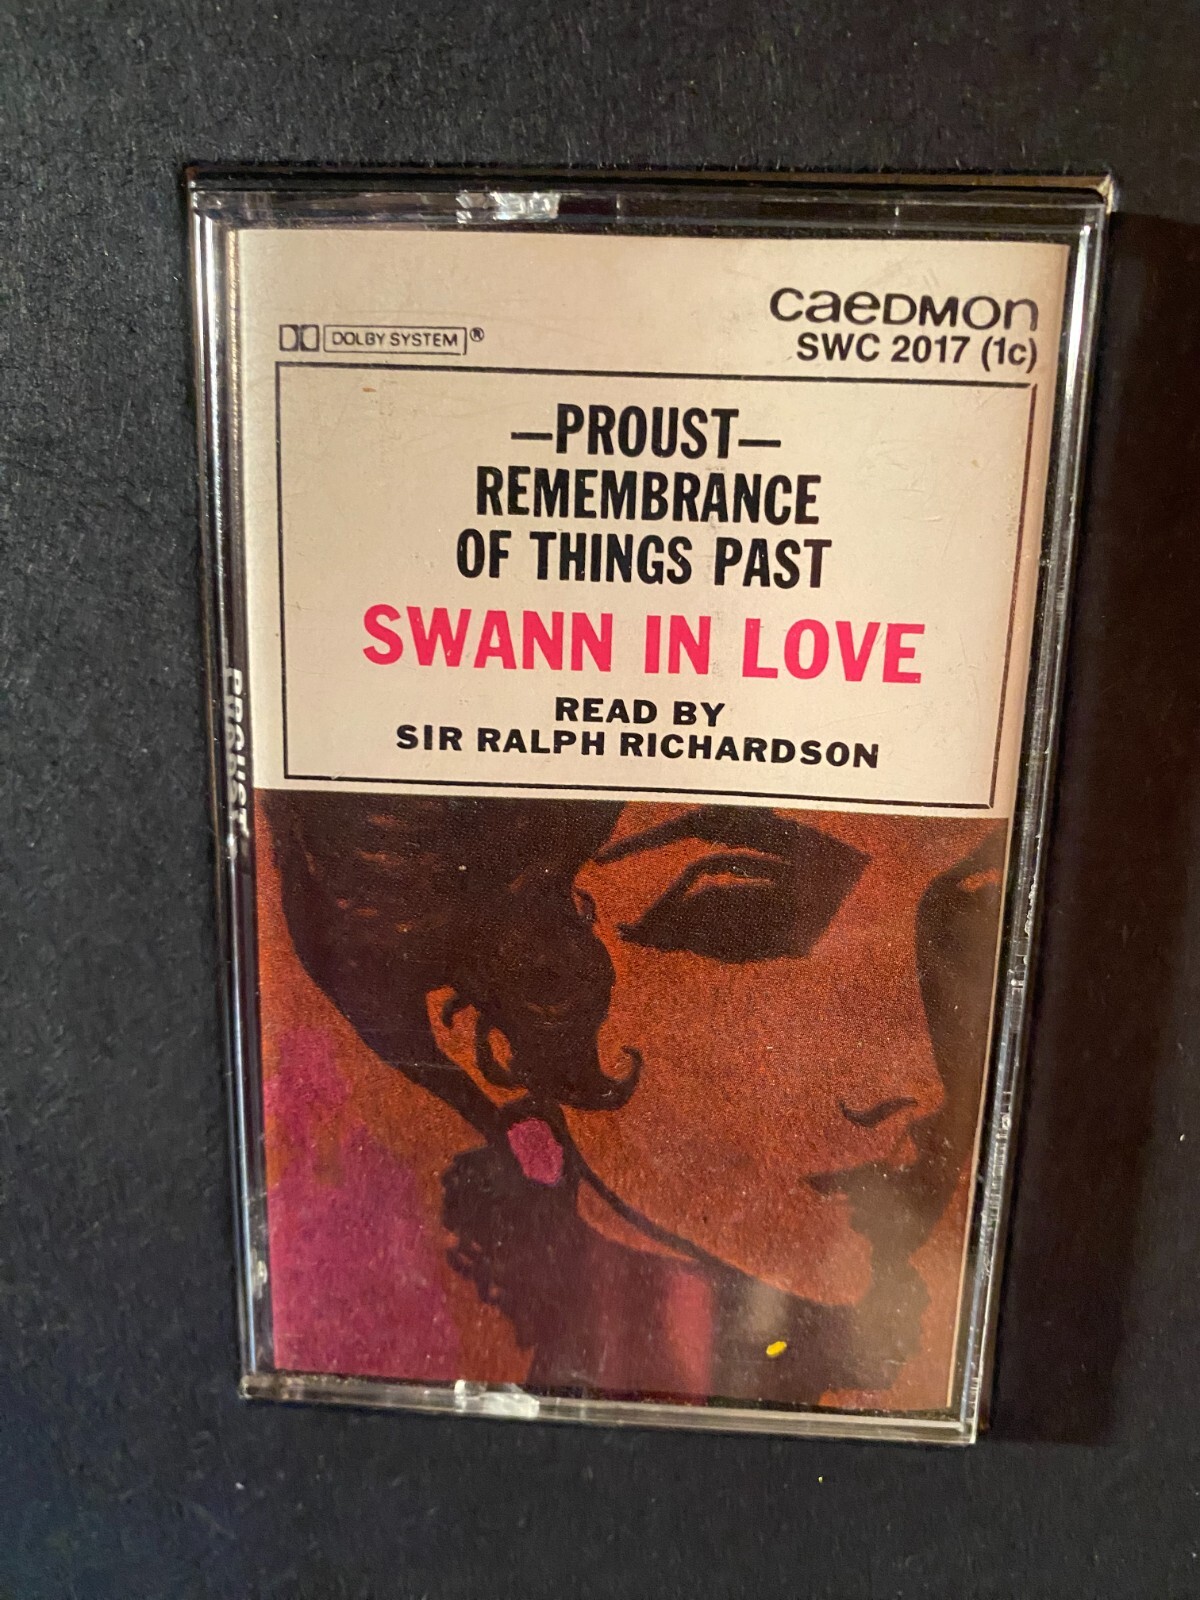 DOLBY SYSTEM®
CAEDMON
SWC 2017 (1c)
—PROUST—
REMEMBRANCE
OF THINGS PAST
SWANN IN LOVE
READ BY
SIR RALPH RICHARDSON
PROUST